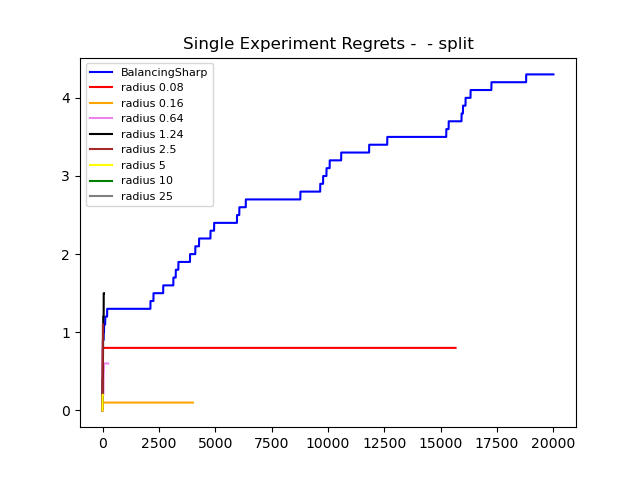 Single Experiment Regrets -  - split
BalancingSharp
radius 0.08
radius 0.16
radius 0.64
radius 1.24
radius 2.5
radius 5
radius 10
radius 25
4
3
2
1
0
0 2500 5000 7500 10000 12500 15000 17500 20000